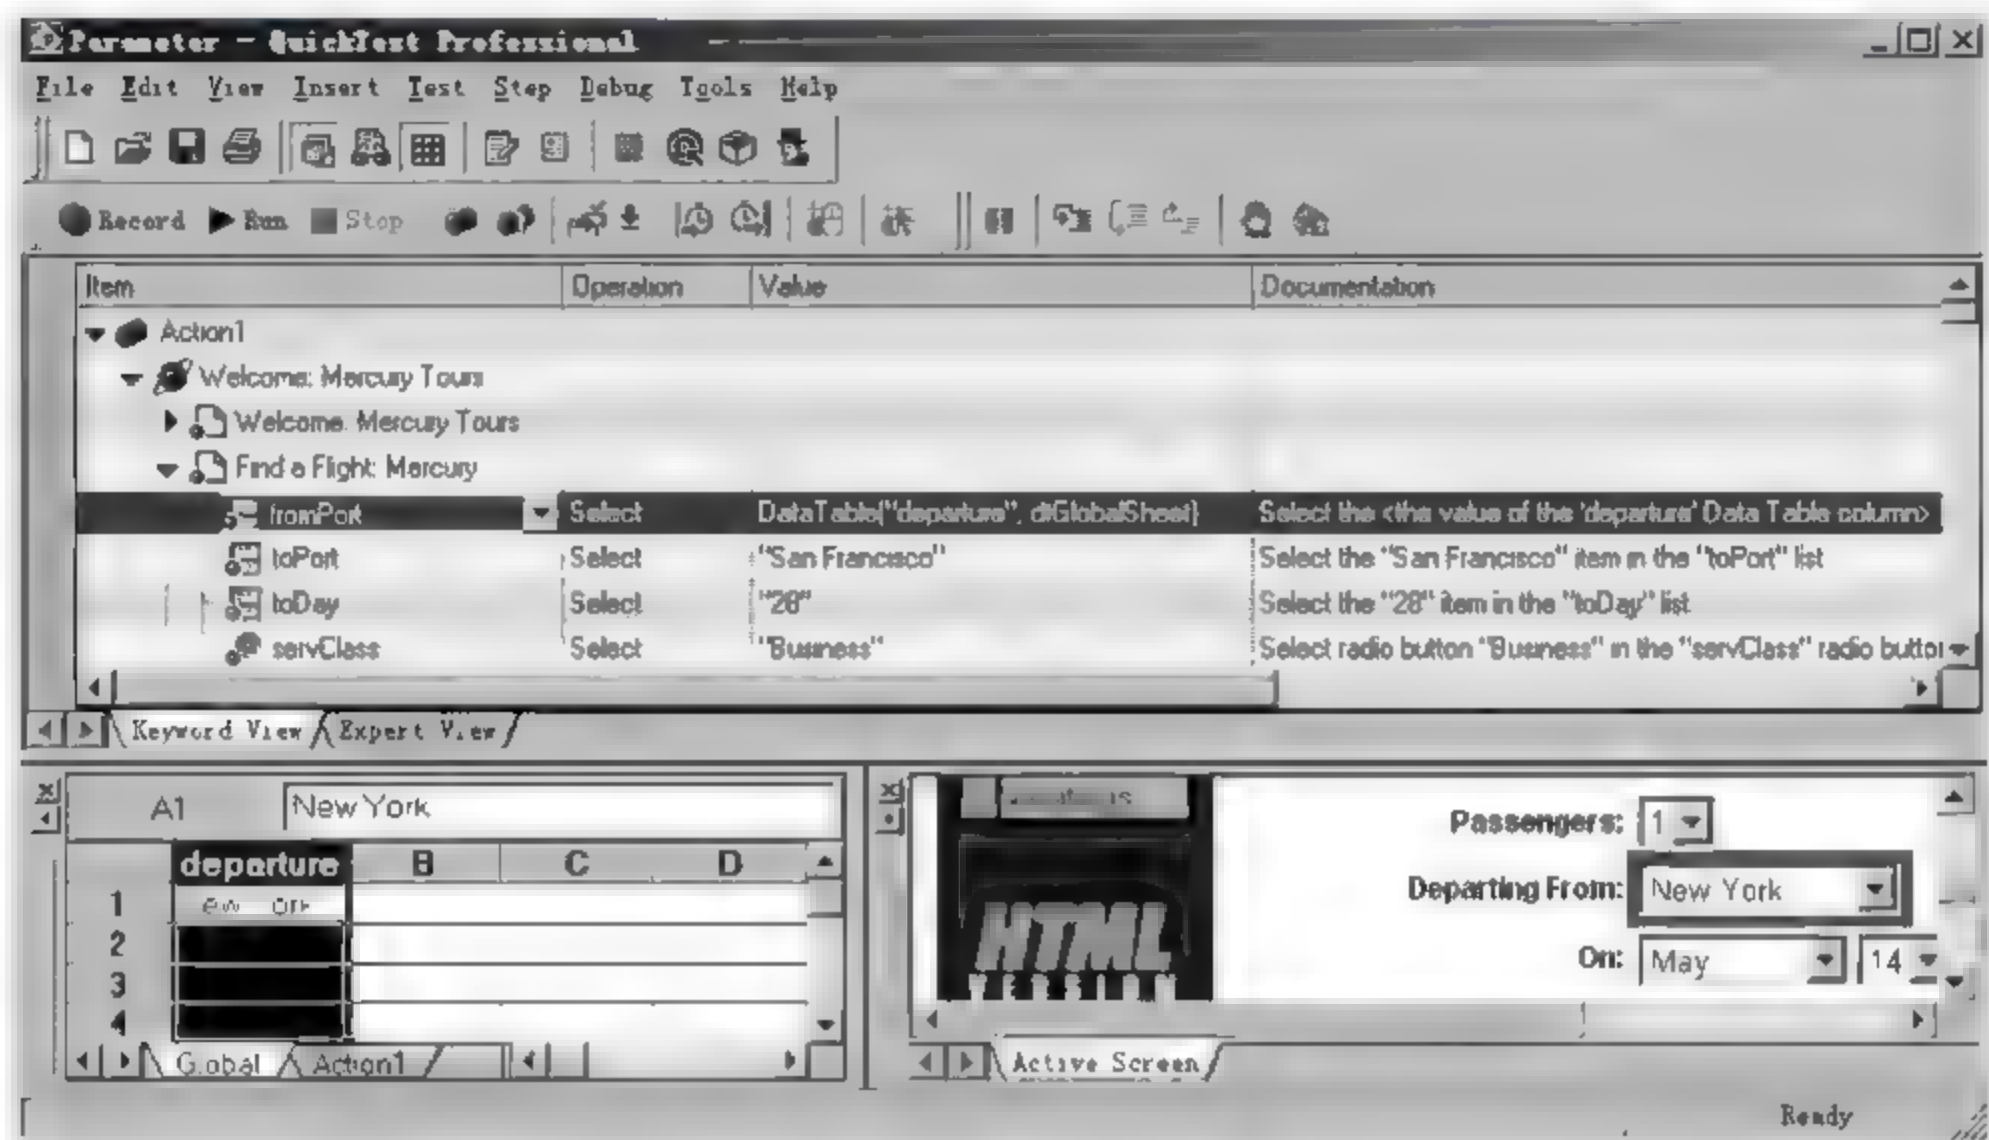 Parameter - QuickTest Professional
File Edit View Insert Test Step Debug Tools Help
Record Run Stop
Item Operation Value Documentation
Action1
Welcome: Mercury Tours
Welcome: Mercury Tours
Find a Flight: Mercury
fromPort Select DataTable("departure", dtGlobalSheet) Select the <the value of the 'departure' Data Table column>
toPort Select "San Francisco" Select the "San Francisco" item in the "toPort" list
toDay Select "28" Select the "28" item in the "toDay" list
servClass Select "Business" Select radio button "Business" in the "servClass" radio button
Keyword View Expert View
A1 New York
departure B C D
1
2
3
4
Global Action1
Passengers: 1
Departing From: New York
On: May 14
HTML
VERSION
Active Screen
Ready